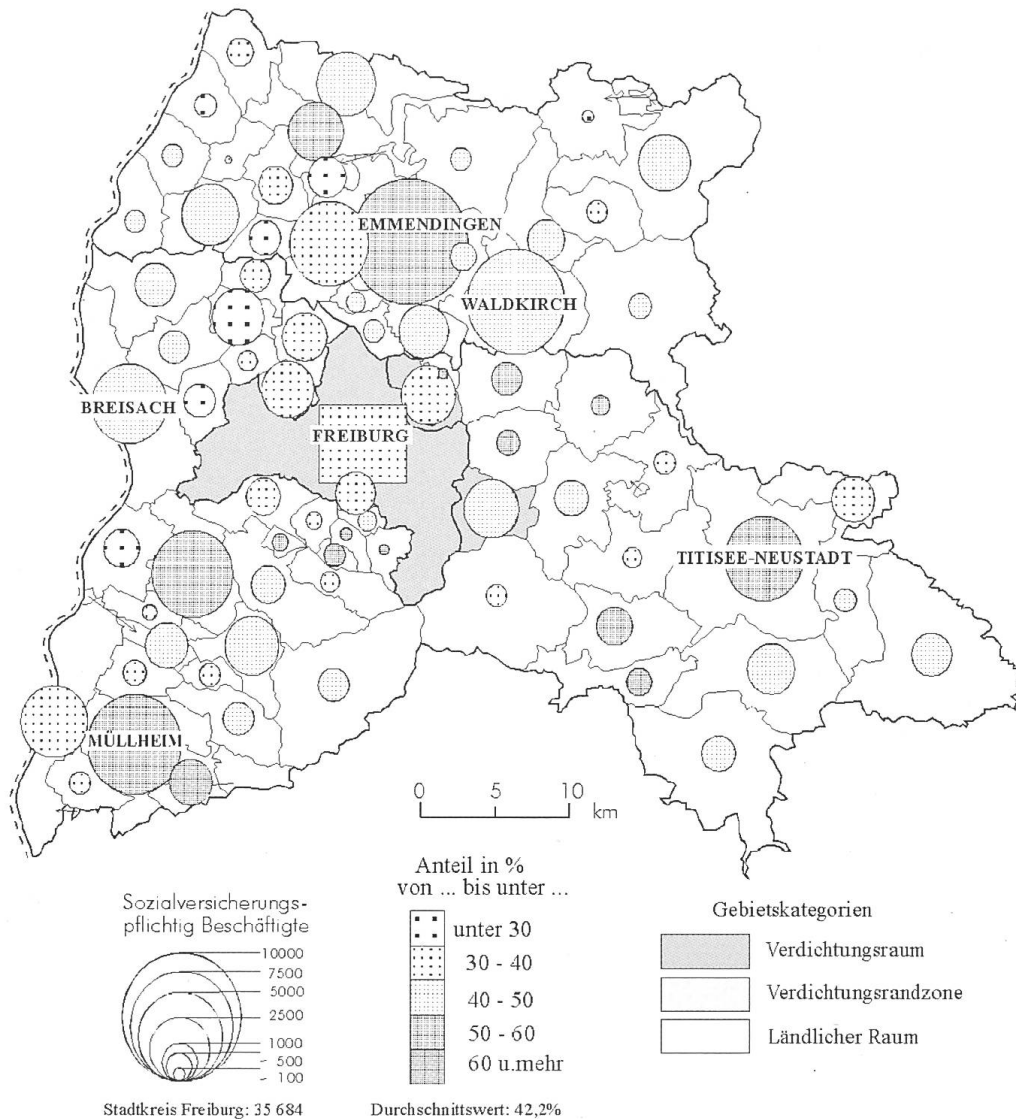 EMMENDINGEN
WALDKIRCH
BREISACH
FREIBURG
TITISEE-NEUSTADT
MÜLLHEIM
0 5 10
km
Sozialversicherungs-
pflichtig Beschäftigte
10000
7500
5000
2500
1000
- 500
- 100
Stadtkreis Freiburg: 35 684
Anteil in %
von ... bis unter ...
unter 30
30 - 40
40 - 50
50 - 60
60 u.mehr
Durchschnittswert: 42,2%
Gebietskategorien
Verdichtungsraum
Verdichtungsrandzone
Ländlicher Raum